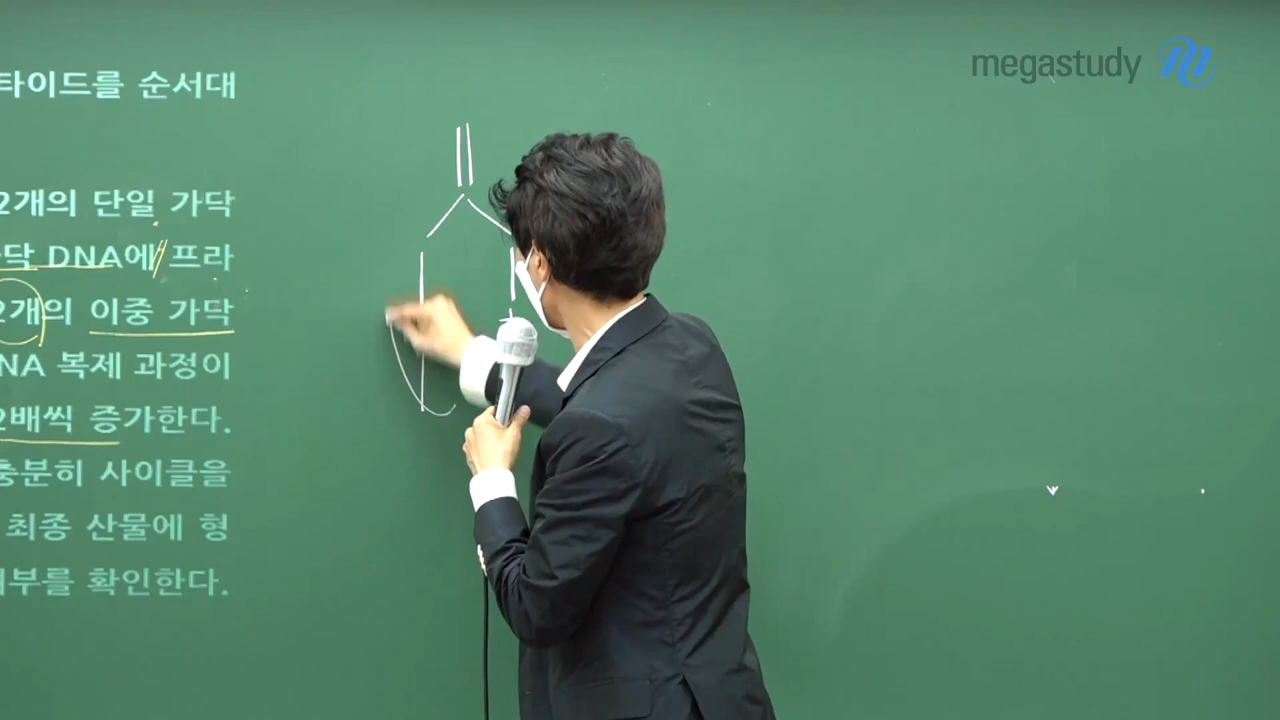 megastudy
타이드를 순서대
2개의 단일 가닥
닥 DNA에 프라
2개의 이중 가닥
NA 복제 과정이
2배씩 증가한다.
충분히 사이클을
최종 산물에 형
부를 확인한다.